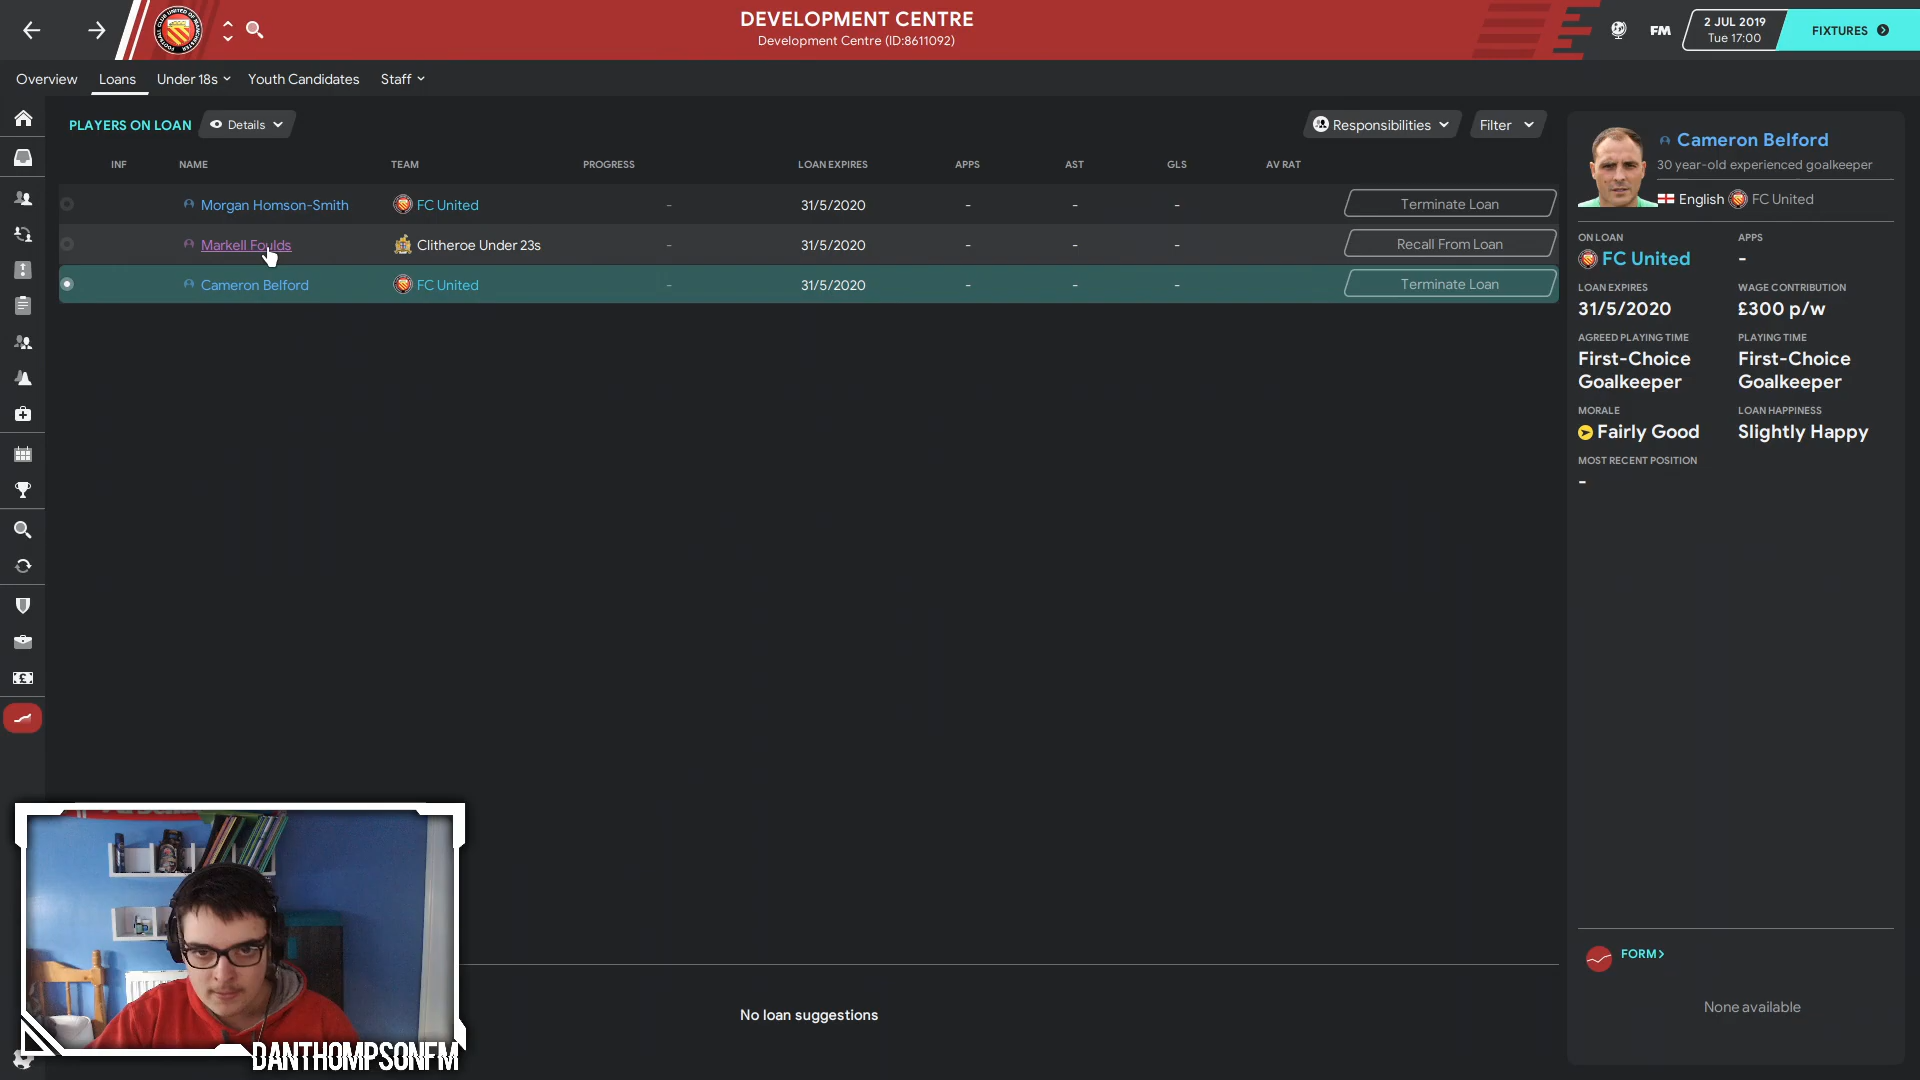 DEVELOPMENT CENTRE
Development Centre (ID:8611092)
FM
2 JUL 2019
Tue 17:00
FIXTURES
Overview
Loans
Under 18s
Youth Candidates
Staff
PLAYERS ON LOAN
Details
Responsibilities
Filter
INF NAME TEAM PROGRESS LOAN EXPIRES APPS AST GLS AV RAT
Morgan Homson-Smith FC United - 31/5/2020 - - - Terminate Loan
Markell Foulds Clitheroe Under 23s - 31/5/2020 - - - Recall From Loan
Cameron Belford FC United - 31/5/2020 - - - Terminate Loan
Cameron Belford
30 year-old experienced goalkeeper
English FC United
ON LOAN APPS
FC United -
LOAN EXPIRES WAGE CONTRIBUTION
31/5/2020 £300 p/w
AGREED PLAYING TIME PLAYING TIME
First-Choice First-Choice
Goalkeeper Goalkeeper
MORALE LOAN HAPPINESS
Fairly Good Slightly Happy
MOST RECENT POSITION
-
FORM>
None available
No loan suggestions
DANTHOMPSONFM